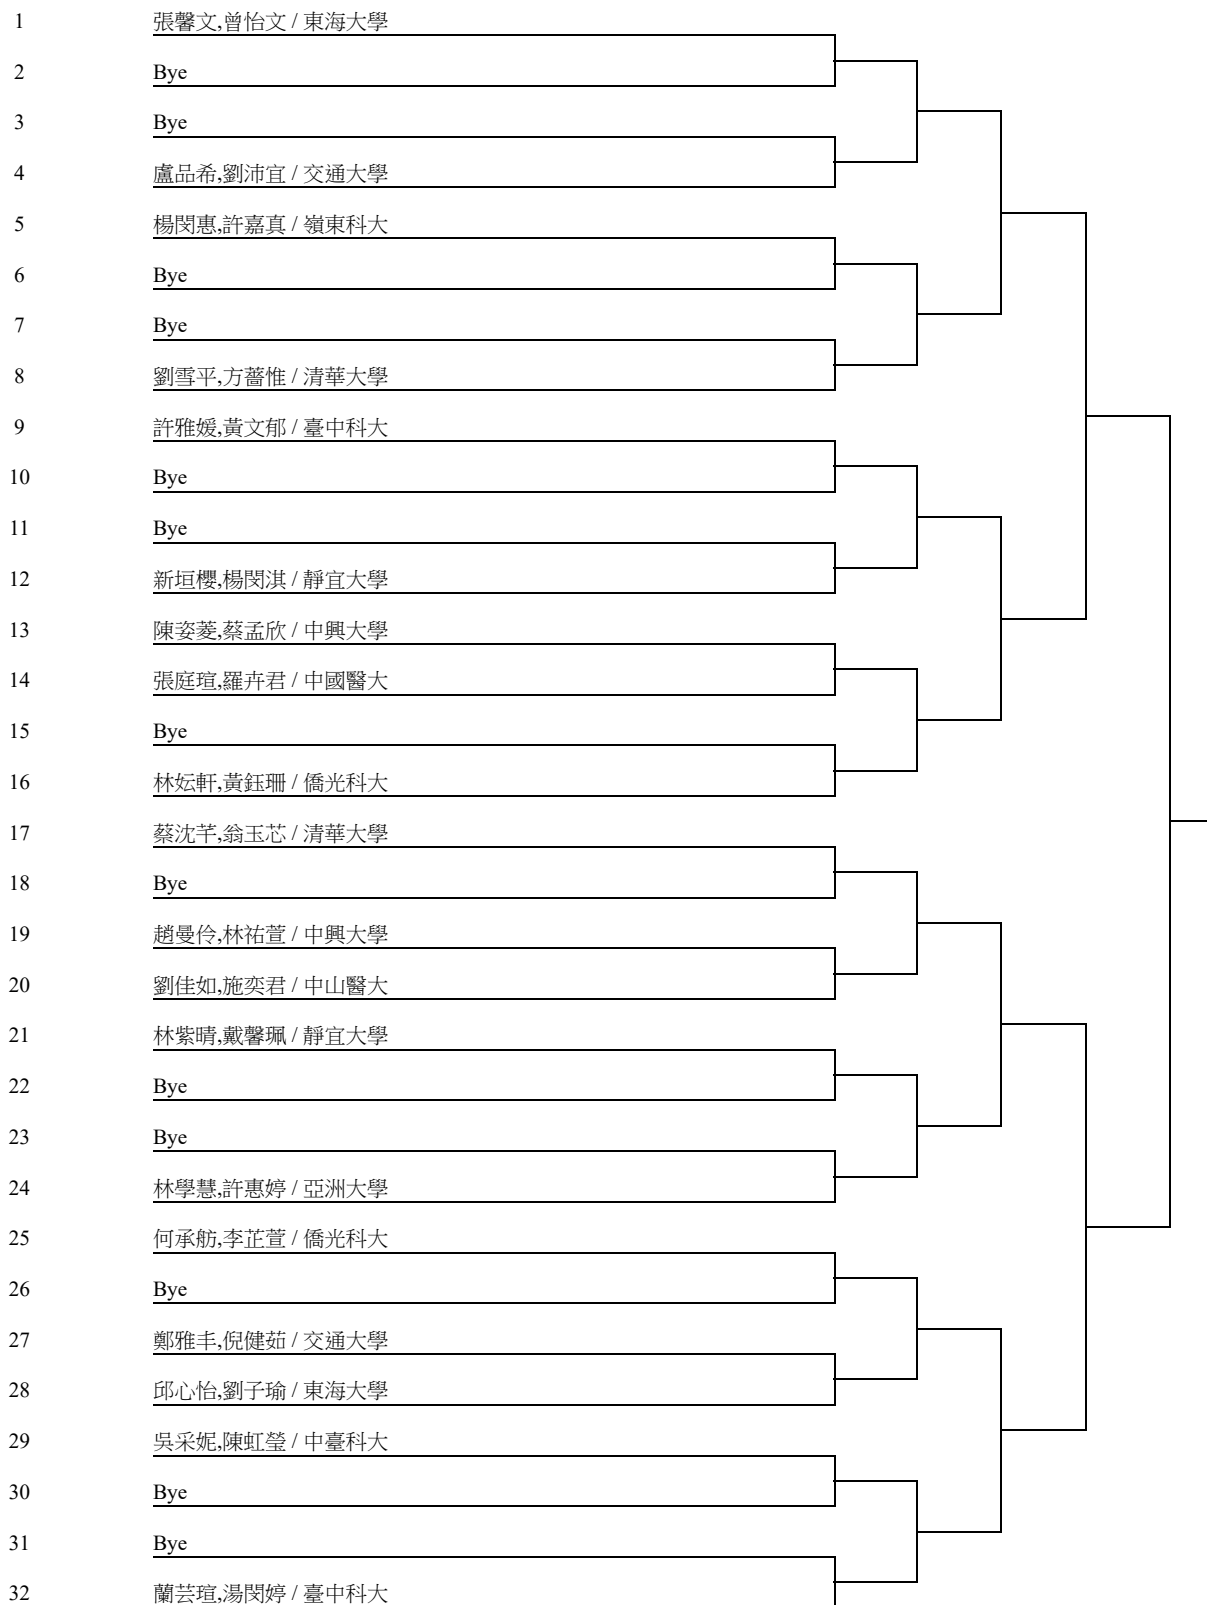 1 張馨文,曾怡文 / 東海大學
2 Bye
3 Bye
4 盧品希,劉沛宜 / 交通大學
5 楊閔惠,許嘉真 / 嶺東科大
6 Bye
7 Bye
8 劉雪平,方薔惟 / 清華大學
9 許雅媛,黃文郁 / 臺中科大
10 Bye
11 Bye
12 新垣櫻,楊閔淇 / 靜宜大學
13 陳姿菱,蔡孟欣 / 中興大學
14 張庭瑄,羅卉君 / 中國醫大
15 Bye
16 林妘軒,黃鈺珊 / 僑光科大
17 蔡沈芊,翁玉芯 / 清華大學
18 Bye
19 趙曼伶,林祐萱 / 中興大學
20 劉佳如,施奕君 / 中山醫大
21 林紫晴,戴馨珮 / 靜宜大學
22 Bye
23 Bye
24 林學慧,許惠婷 / 亞洲大學
25 何承舫,李芷萱 / 僑光科大
26 Bye
27 鄭雅丰,倪健茹 / 交通大學
28 邱心怡,劉子瑜 / 東海大學
29 吳采妮,陳虹瑩 / 中臺科大
30 Bye
31 Bye
32 蘭芸瑄,湯閔婷 / 臺中科大